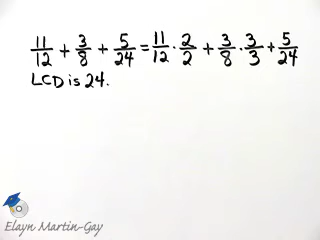 11/12 + 3/8 + 5/24 = 11/12 · 2/2 + 3/8 · 3/3 + 5/24
LCD is 24.
Elayn Martin-Gay